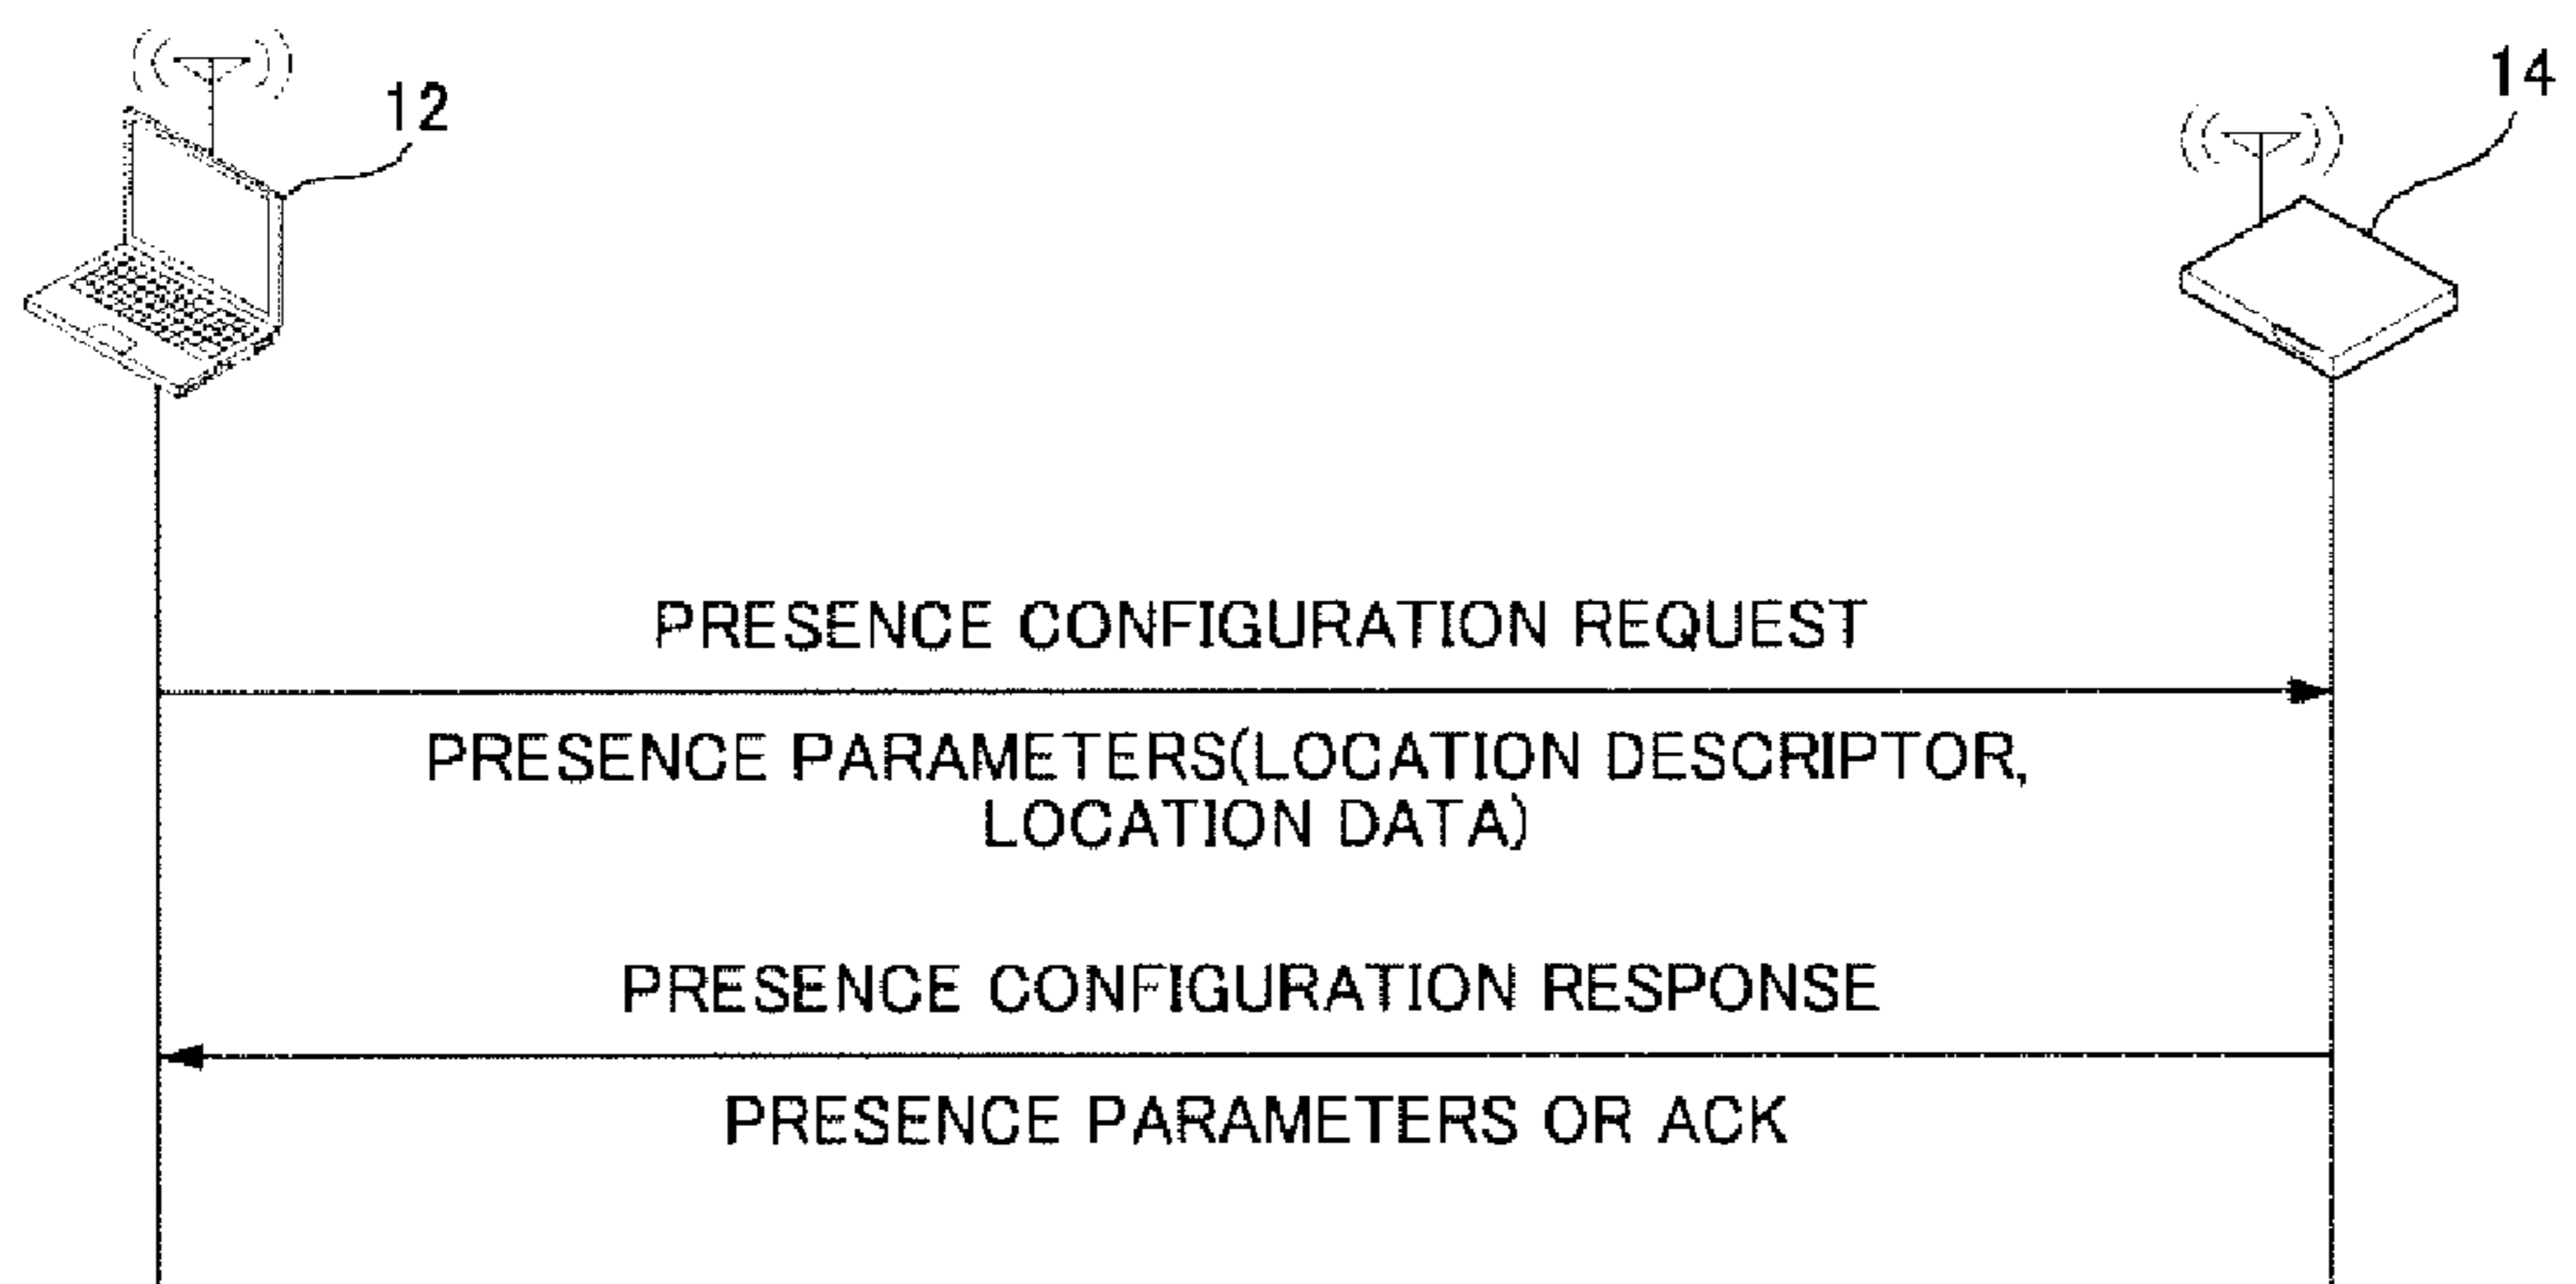 12
14
PRESENCE CONFIGURATION REQUEST
PRESENCE PARAMETERS(LOCATION DESCRIPTOR,
LOCATION DATA)
PRESENCE CONFIGURATION RESPONSE
PRESENCE PARAMETERS OR ACK